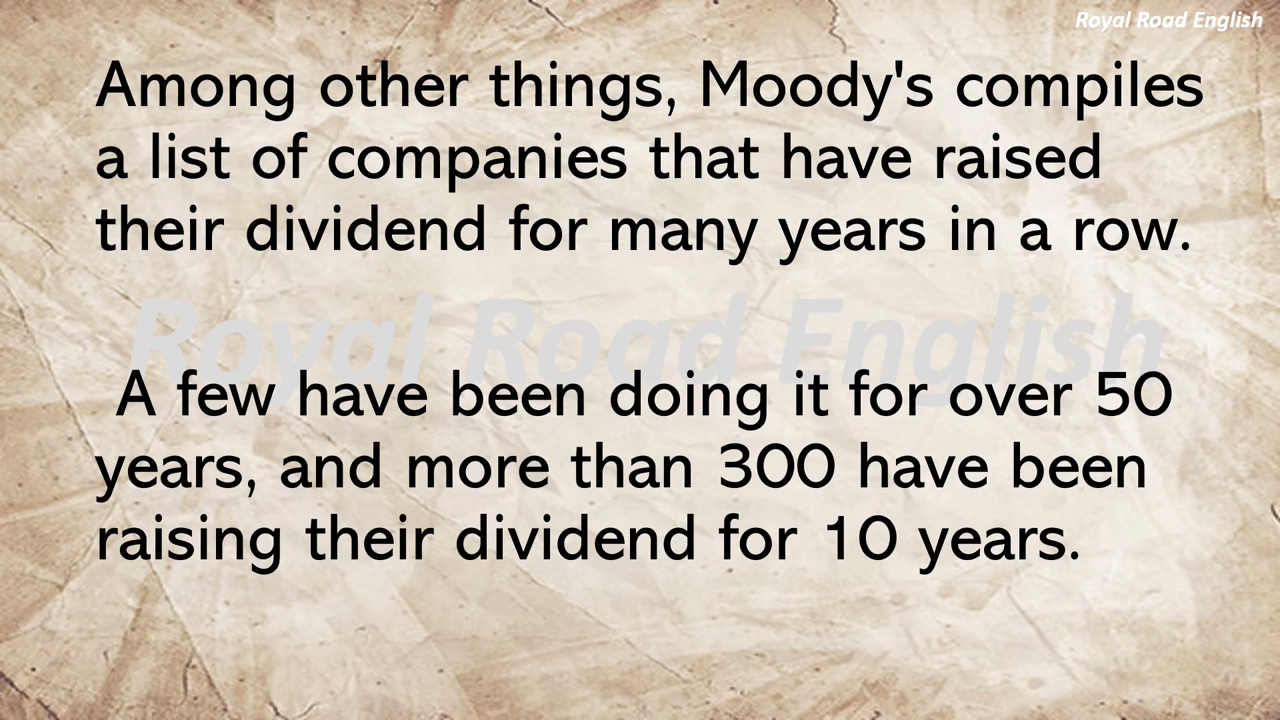 Royal Road English
Among other things, Moody's compiles
a list of companies that have raised
their dividend for many years in a row.
Royal Road English
A few have been doing it for over 50
years, and more than 300 have been
raising their dividend for 10 years.